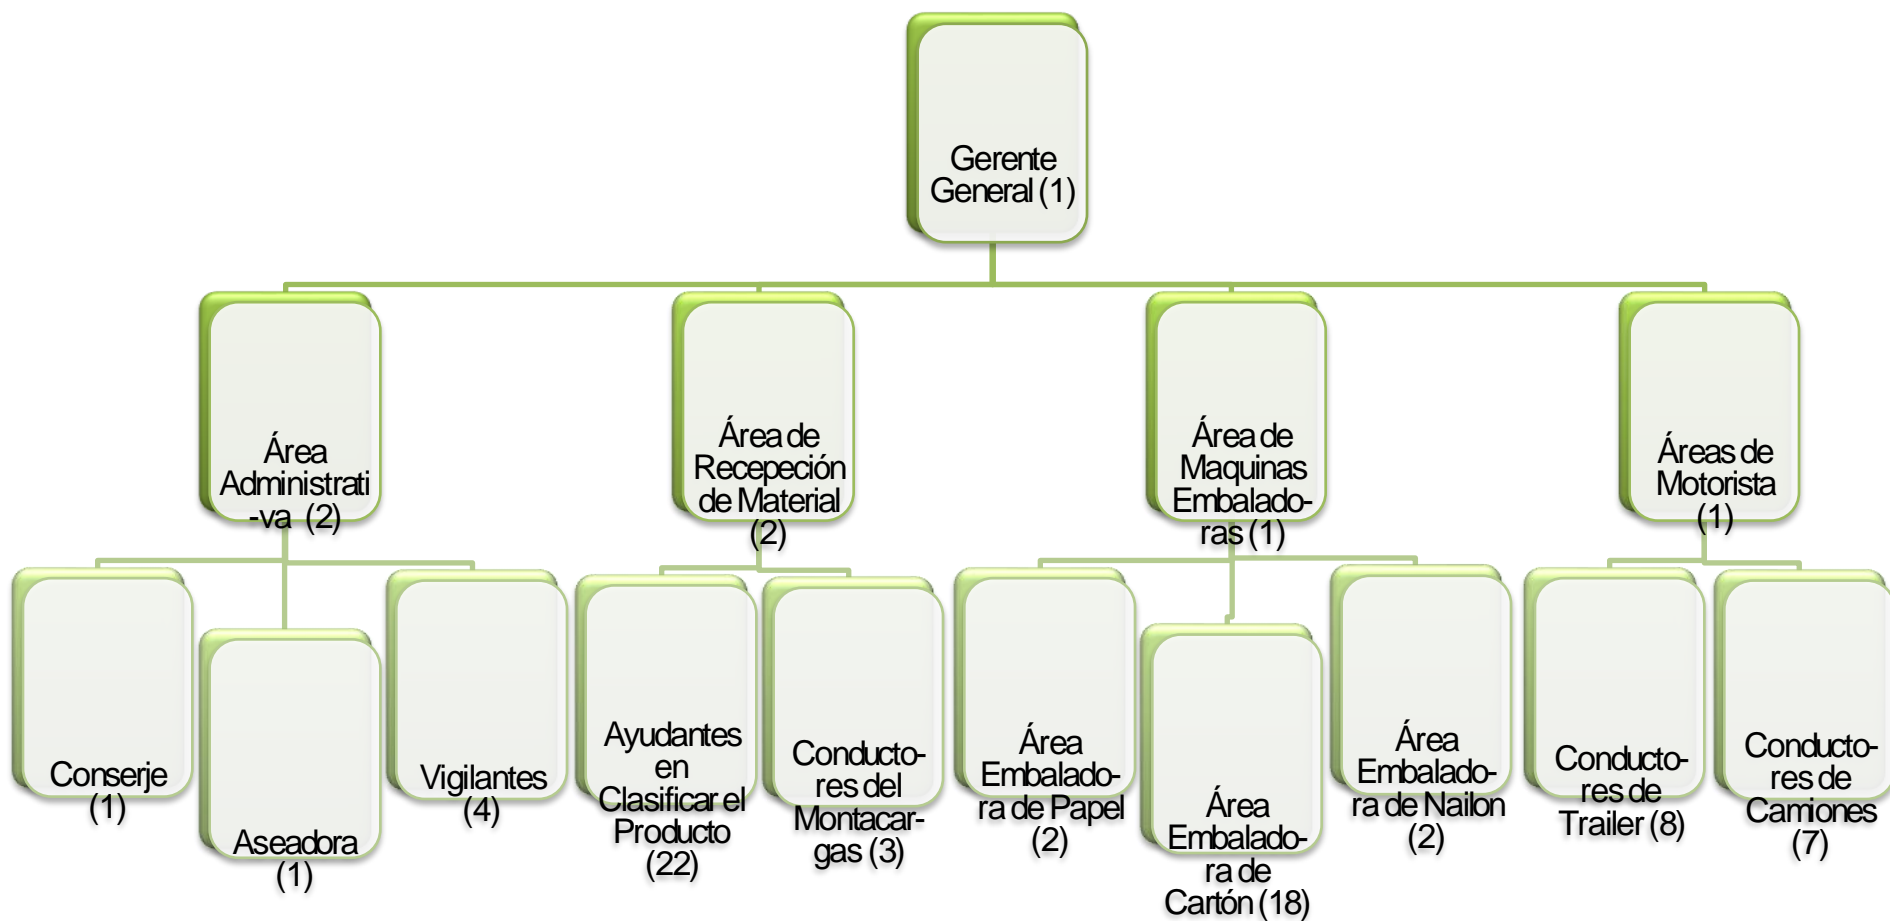 Gerente
General (1)
Área
Administrati
-va (2)
Área de
Recepeción
de Material
(2)
Área de
Maquinas
Embalado-
ras (1)
Áreas de
Motorista
(1)
Conserje
(1)
Aseadora
(1)
Vigilantes
(4)
Ayudantes
en
Clasificar el
Producto
(22)
Conducto-
res del
Montacar-
gas (3)
Área
Embalado-
ra de Papel
(2)
Área
Embalado-
ra de
Cartón (18)
Área
Embalado-
ra de Nailon
(2)
Conducto-
res de
Trailer (8)
Conducto-
res de
Camiones
(7)